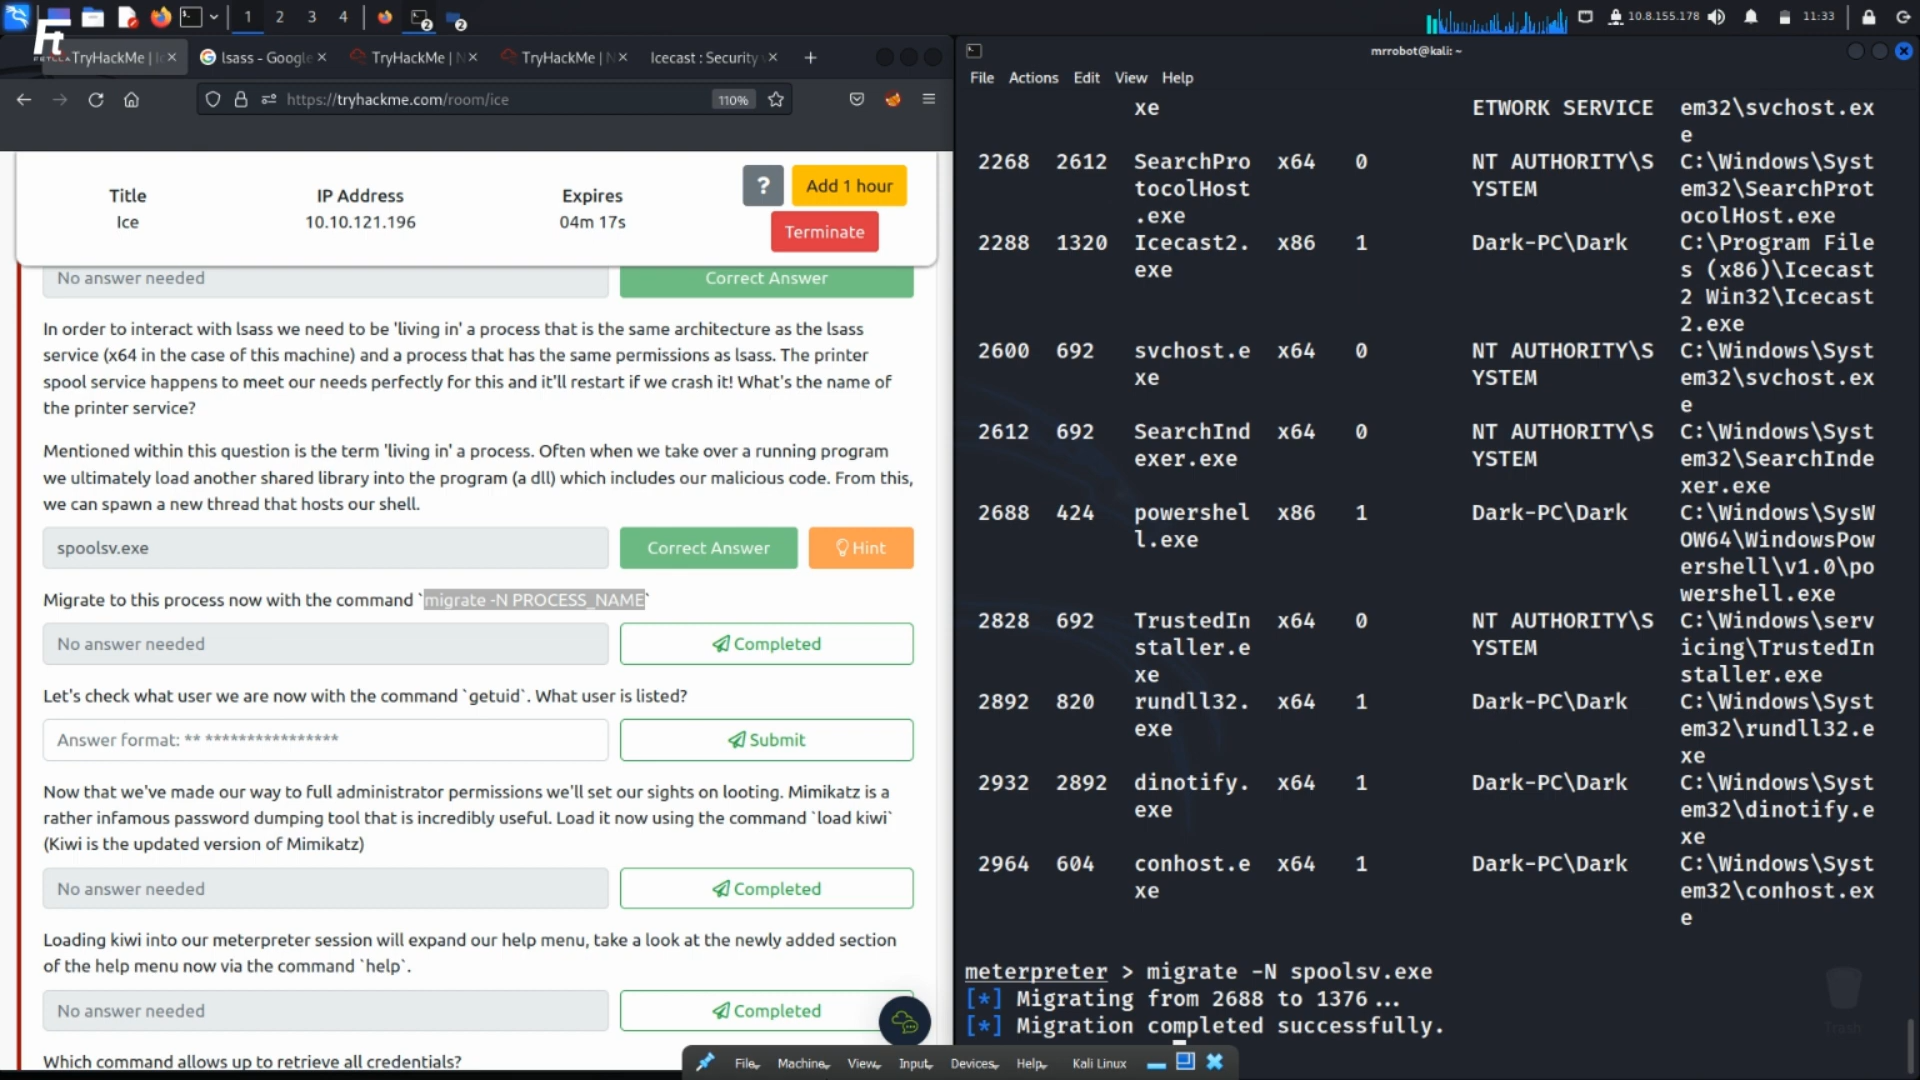 1 2 3 4
2
2
10.8.155.178
11:33
Ft
FETLLA
TryHackMe | Ic
lsass - Google
TryHackMe | N
TryHackMe | N
Icecast : Security
https://tryhackme.com/room/ice
110%
Title
Ice
IP Address
10.10.121.196
Expires
04m 17s
?
Add 1 hour
Terminate
No answer needed
Correct Answer
In order to interact with lsass we need to be 'living in' a process that is the same architecture as the lsass
service (x64 in the case of this machine) and a process that has the same permissions as lsass. The printer
spool service happens to meet our needs perfectly for this and it'll restart if we crash it! What's the name of
the printer service?
Mentioned within this question is the term 'living in' a process. Often when we take over a running program
we ultimately load another shared library into the program (a dll) which includes our malicious code. From this,
we can spawn a new thread that hosts our shell.
spoolsv.exe
Correct Answer
Hint
Migrate to this process now with the command `migrate -N PROCESS_NAME`
No answer needed
Completed
Let's check what user we are now with the command `getuid`. What user is listed?
Answer format: ** ****************
Submit
Now that we've made our way to full administrator permissions we'll set our sights on looting. Mimikatz is a
rather infamous password dumping tool that is incredibly useful. Load it now using the command `load kiwi`
(Kiwi is the updated version of Mimikatz)
No answer needed
Completed
Loading kiwi into our meterpreter session will expand our help menu, take a look at the newly added section
of the help menu now via the command `help`.
No answer needed
Completed
Which command allows up to retrieve all credentials?
mrrobot@kali: ~
File Actions Edit View Help
xe ETWORK SERVICE em32\svchost.ex
e
2268 2612 SearchPro x64 0 NT AUTHORITY\S C:\Windows\Syst
tocolHost YSTEM em32\SearchProt
.exe ocolHost.exe
2288 1320 Icecast2. x86 1 Dark-PC\Dark C:\Program File
exe s (x86)\Icecast
2 Win32\Icecast
2.exe
2600 692 svchost.e x64 0 NT AUTHORITY\S C:\Windows\Syst
xe YSTEM em32\svchost.ex
e
2612 692 SearchInd x64 0 NT AUTHORITY\S C:\Windows\Syst
exer.exe YSTEM em32\SearchInde
xer.exe
2688 424 powershel x86 1 Dark-PC\Dark C:\Windows\SysW
l.exe OW64\WindowsPow
ershell\v1.0\po
wershell.exe
2828 692 TrustedIn x64 0 NT AUTHORITY\S C:\Windows\serv
staller.e YSTEM icing\TrustedIn
xe staller.exe
2892 820 rundll32. x64 1 Dark-PC\Dark C:\Windows\Syst
exe em32\rundll32.e
xe
2932 2892 dinotify. x64 1 Dark-PC\Dark C:\Windows\Syst
exe em32\dinotify.e
xe
2964 604 conhost.e x64 1 Dark-PC\Dark C:\Windows\Syst
xe em32\conhost.ex
e
meterpreter > migrate -N spoolsv.exe
[*] Migrating from 2688 to 1376...
[*] Migration completed successfully.
Trash
File Machine View Input Devices Help Kali Linux